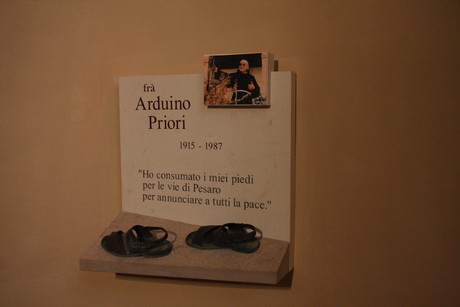 frà
Arduino
Priori
1915 - 1987
"Ho consumato i miei piedi
per le vie di Pesaro
per annunciare a tutti la pace."